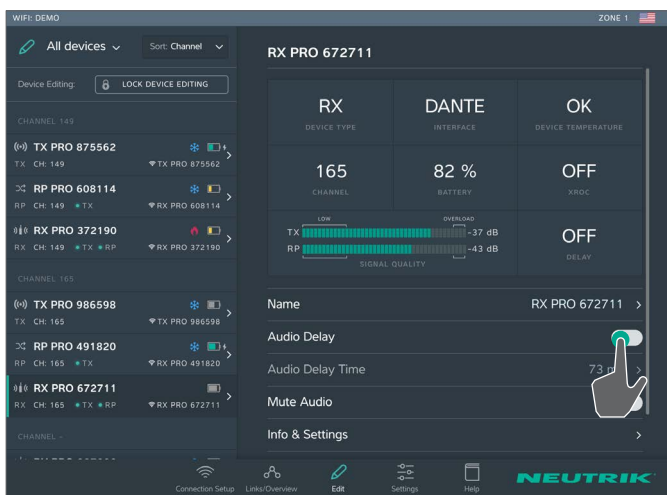 WIFI: DEMO
ZONE 1
All devices
Sort: Channel
Device Editing:
LOCK DEVICE EDITING
CHANNEL 149
TX PRO 875562
TX CH: 149
TX PRO 875562
RP PRO 608114
RP CH: 149 TX
RX PRO 608114
RX PRO 372190
RX CH: 149 TX RP
RX PRO 372190
CHANNEL 165
TX PRO 986598
TX CH: 165
TX PRO 986598
RP PRO 491820
RP CH: 165 TX
RX PRO 491820
RX PRO 672711
RX CH: 165 TX RP
RX PRO 672711
CHANNEL -
RX PRO 672711
RX
DEVICE TYPE
DANTE
INTERFACE
OK
DEVICE TEMPERATURE
165
CHANNEL
82 %
BATTERY
OFF
XROC
LOW
OVERLOAD
TX
-37 dB
RP
-43 dB
SIGNAL QUALITY
OFF
DELAY
Name
RX PRO 672711
Audio Delay
Audio Delay Time
73
Mute Audio
Info & Settings
Connection Setup
Links/Overview
Edit
Settings
Help
NEUTRIK